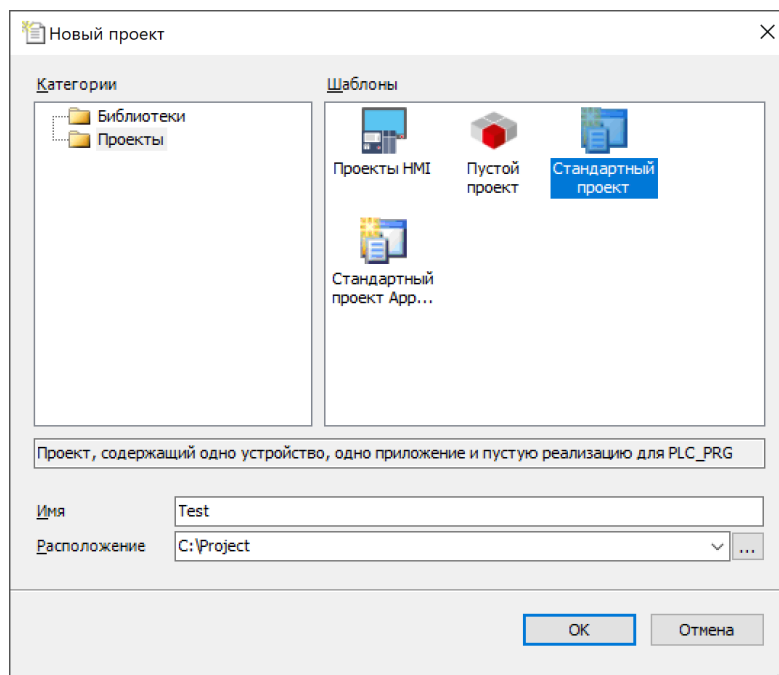 Новый проект
Категории
Шаблоны
Библиотеки
Проекты
Проекты HMI
Пустой
проект
Стандартный
проект
Стандартный
проект App...
Проект, содержащий одно устройство, одно приложение и пустую реализацию для PLC_PRG
Имя
Test
Расположение
C:\Project
...
OK
Отмена